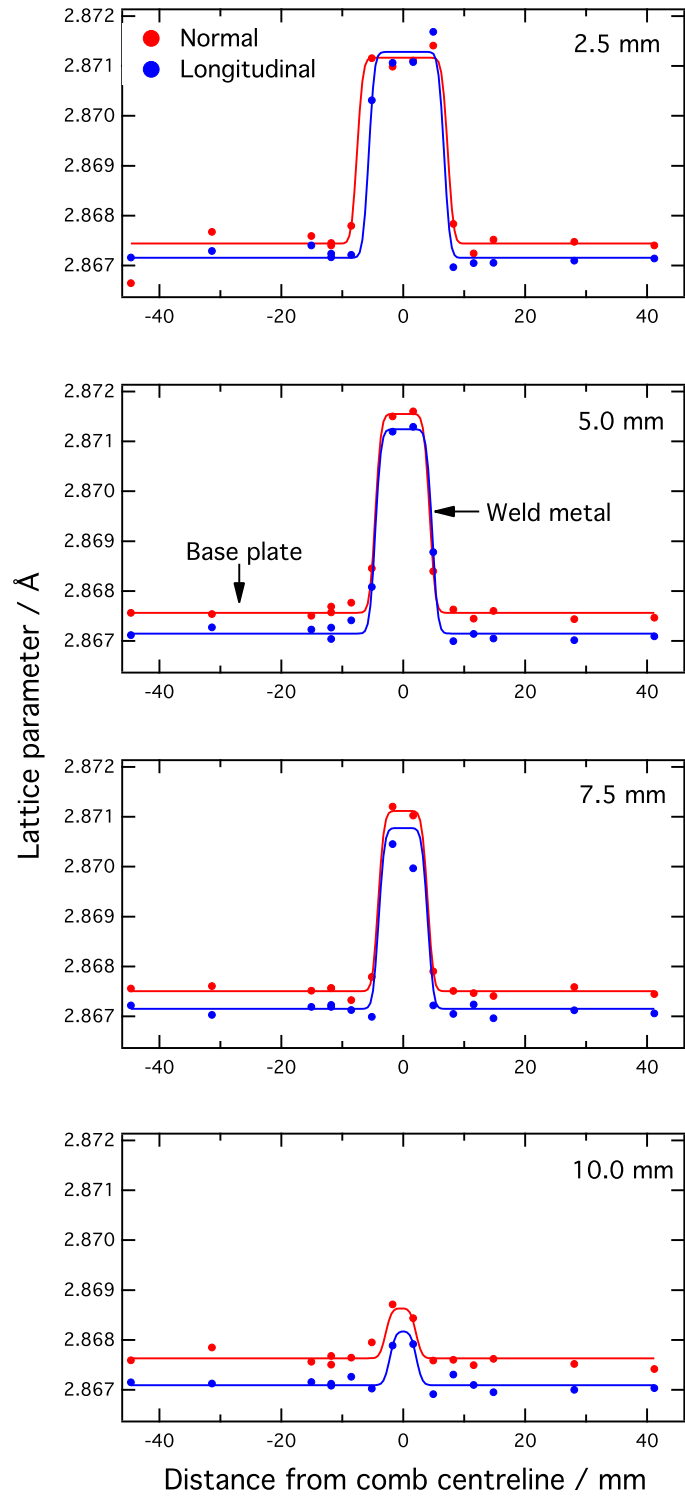 2.872
Normal
2.5 mm
Longitudinal
2.871
2.870
2.869
2.868
2.867
-40 -20 0 20 40
2.872
5.0 mm
2.871
2.870
Weld metal
2.869
Base plate
2.868
2.867
-40 -20 0 20 40
Lattice parameter / Å
2.872
7.5 mm
2.871
2.870
2.869
2.868
2.867
-40 -20 0 20 40
2.872
10.0 mm
2.871
2.870
2.869
2.868
2.867
-40 -20 0 20 40
Distance from comb centreline / mm